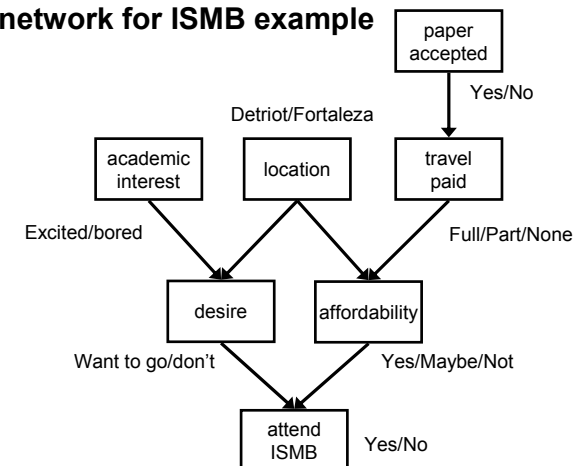 network for ISMB example
paper
accepted
Yes/No
Detriot/Fortaleza
academic
interest
location
travel
paid
Excited/bored
Full/Part/None
desire
affordability
Want to go/don't
Yes/Maybe/Not
attend
ISMB
Yes/No